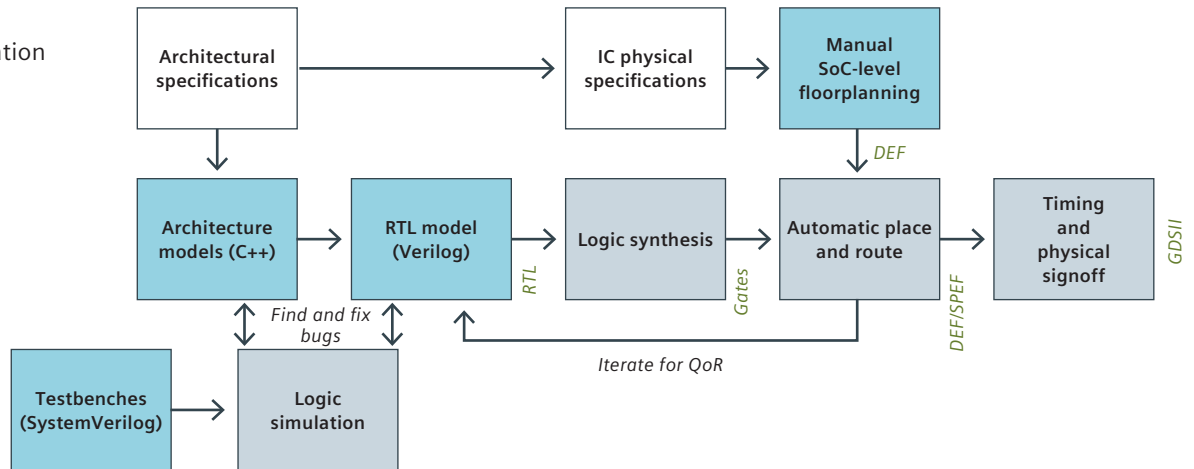 Architectural
specifications
IC physical
specifications
Manual
SoC-level
floorplanning
DEF
Architecture
models (C++)
RTL model
(Verilog)
RTL
Logic synthesis
Gates
Automatic place
and route
DEF/SPEF
Timing
and
physical
signoff
GDSII
Find and fix
bugs
Iterate for QoR
Testbenches
(SystemVerilog)
Logic
simulation